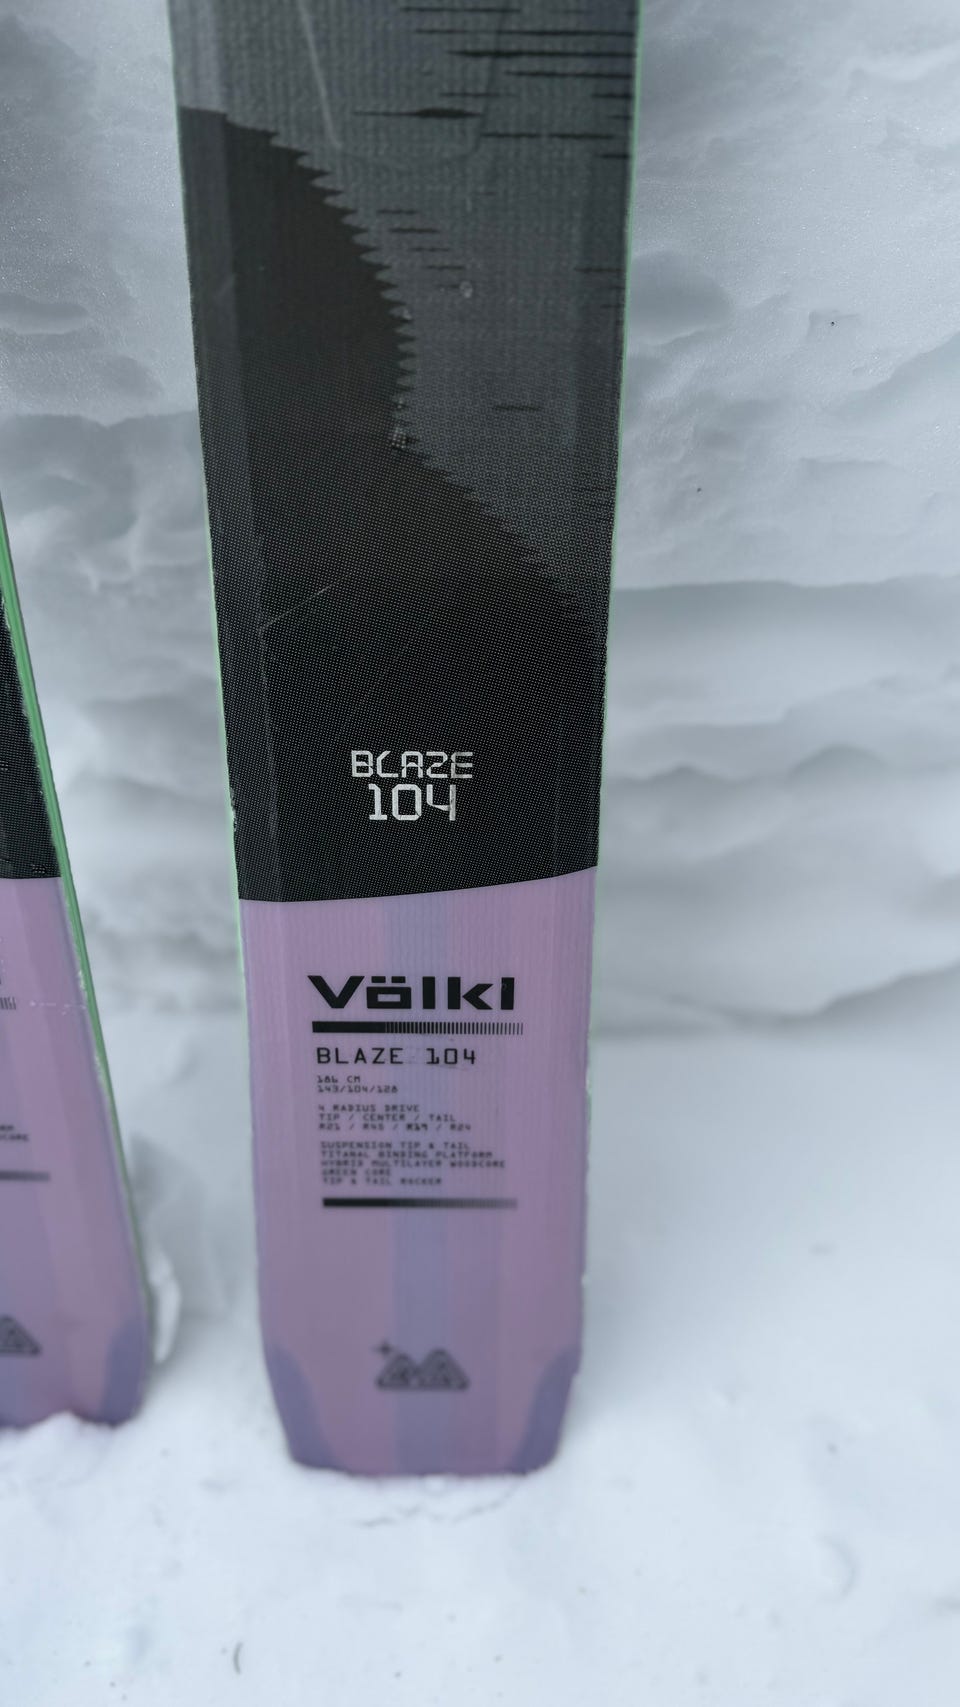 BLAZE
104
Völkl
BLAZE 104
186 CM
143/104/128
4 RADIUS DRIVE
TIP / CENTER / TAIL
R21 / R45 / R19 / R24
SUSPENSION TIP & TAIL
TITANAL BINDING PLATFORM
HYBRID MULTILAYER WOODCORE
GREEN CORE
TIP & TAIL ROCKER